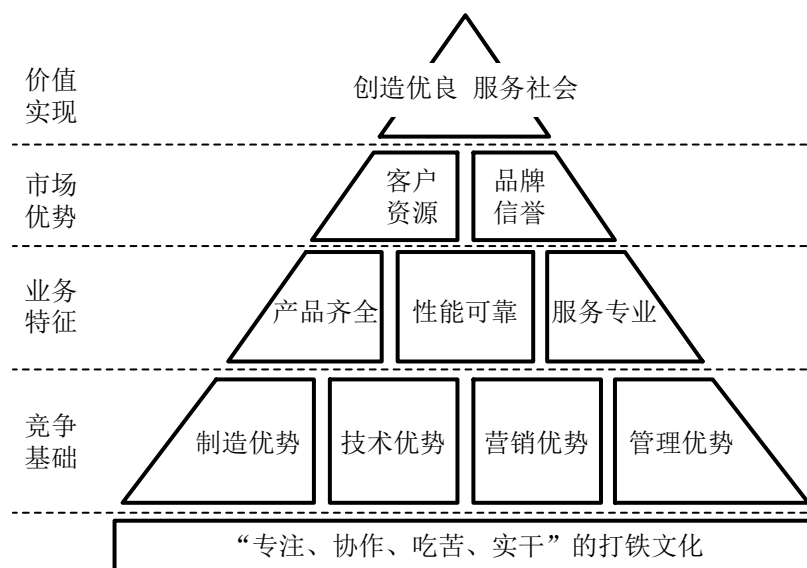 价值
实现
创造优良 服务社会
市场
优势
客户
资源
品牌
信誉
业务
特征
产品齐全
性能可靠
服务专业
竞争
基础
制造优势
技术优势
营销优势
管理优势
“专注、协作、吃苦、实干”的打铁文化